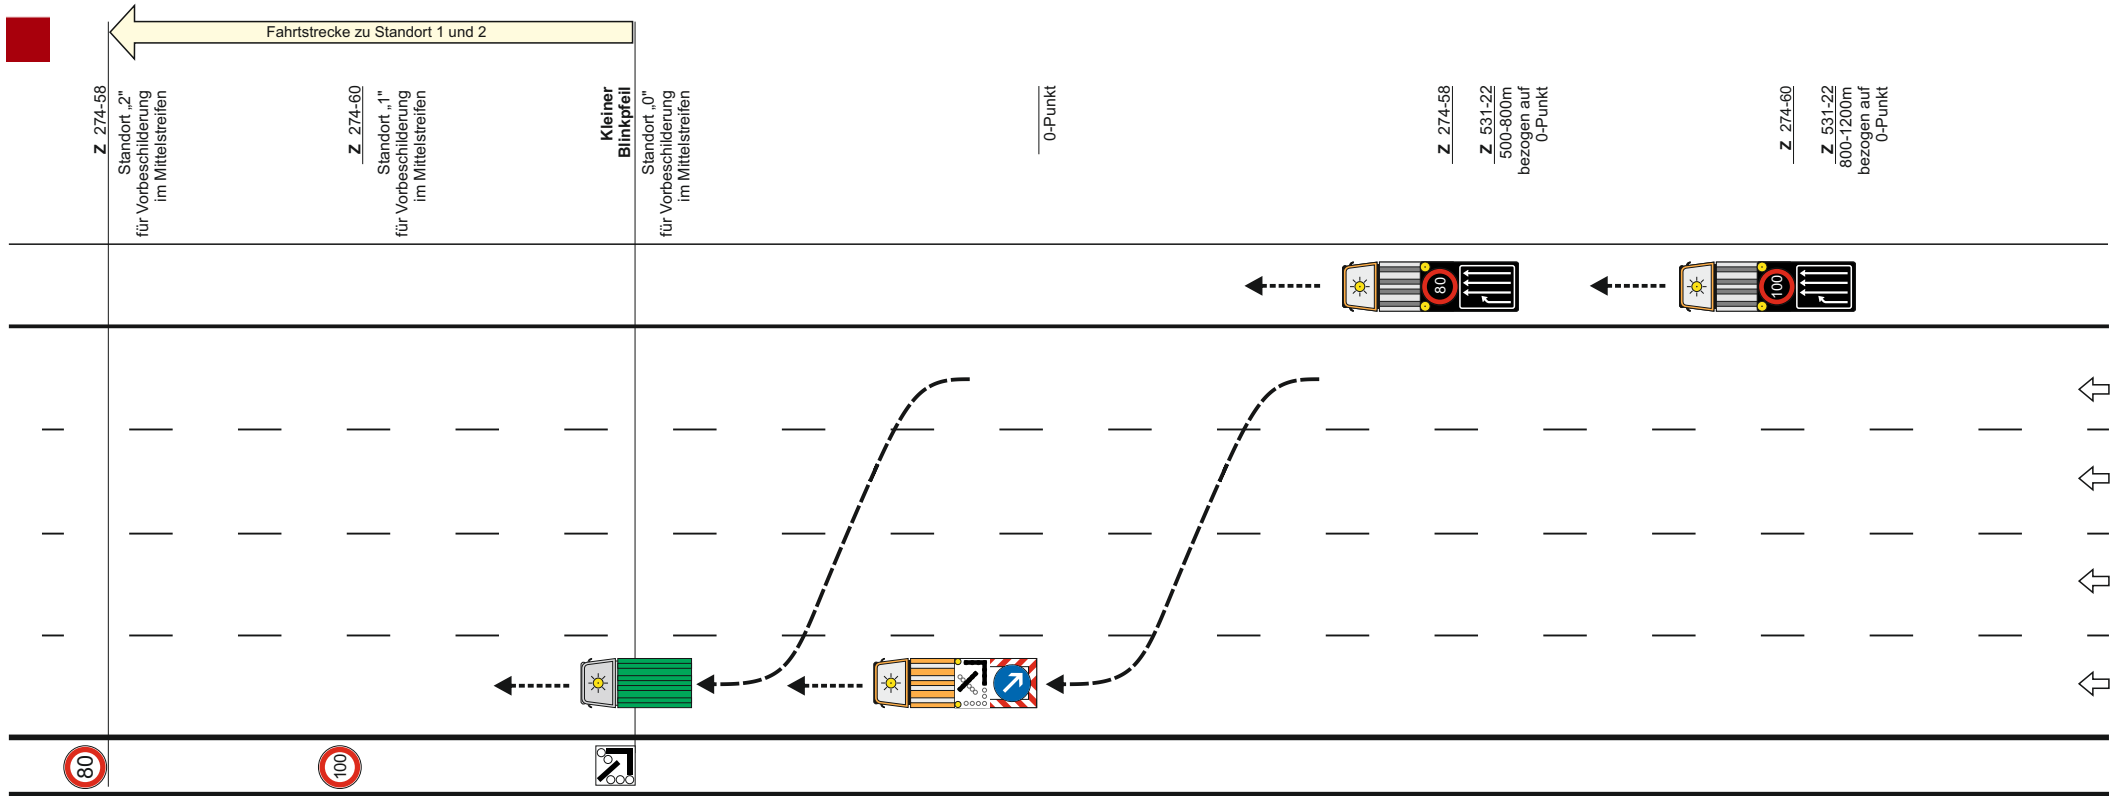 Fahrtstrecke zu Standort 1 und 2
Z 274-58
Standort „2"
für Vorbeschilderung
im Mittelstreifen
Z 274-60
Standort „1"
für Vorbeschilderung
im Mittelstreifen
Kleiner
Blinkpfeil
Standort „0"
für Vorbeschilderung
im Mittelstreifen
0-Punkt
Z 274-58
Z 531-22
500-800m
bezogen auf
0-Punkt
Z 274-60
Z 531-22
800-1200m
bezogen auf
0-Punkt
80
100
80
100